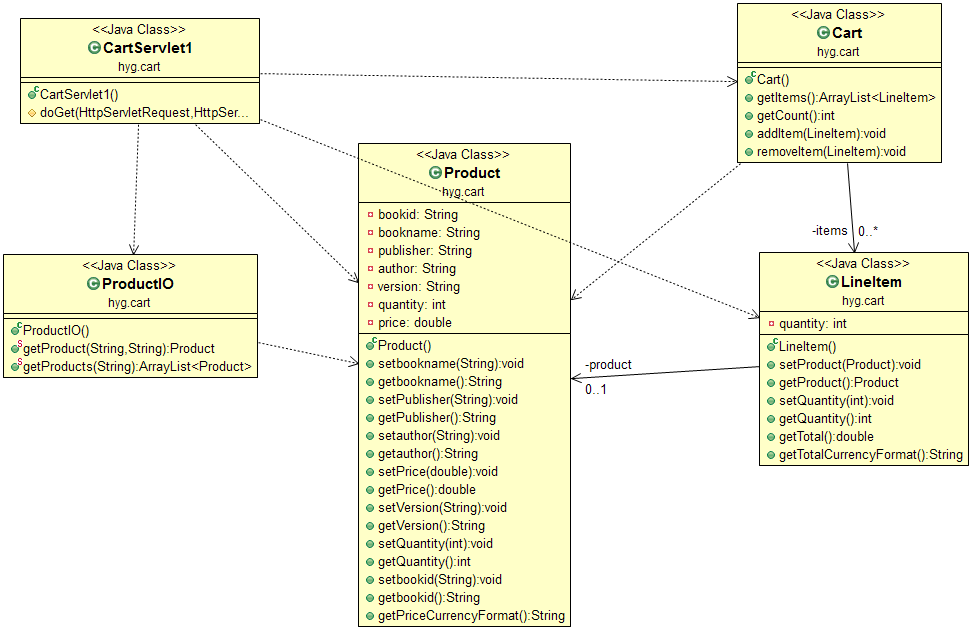 <<Java Class>>
CartServlet1
hyg.cart
CartServlet1()
doGet(HttpServletRequest,HttpSer...
<<Java Class>>
Cart
hyg.cart
Cart()
getItems():ArrayList<LineItem>
getCount():int
addItem(LineItem):void
removeItem(LineItem):void
<<Java Class>>
Product
hyg.cart
bookid: String
bookname: String
publisher: String
author: String
version: String
quantity: int
price: double
Product()
setbookname(String):void
getbookname():String
setPublisher(String):void
getPublisher():String
setauthor(String):void
getauthor():String
setPrice(double):void
getPrice():double
setVersion(String):void
getVersion():String
setQuantity(int):void
getQuantity():int
setbookid(String):void
getbookid():String
getPriceCurrencyFormat():String
<<Java Class>>
ProductIO
hyg.cart
ProductIO()
getProduct(String,String):Product
getProducts(String):ArrayList<Product>
-items 0..*
<<Java Class>>
LineItem
hyg.cart
quantity: int
LineItem()
setProduct(Product):void
getProduct():Product
setQuantity(int):void
getQuantity():int
getTotal():double
getTotalCurrencyFormat():String
-product
0..1